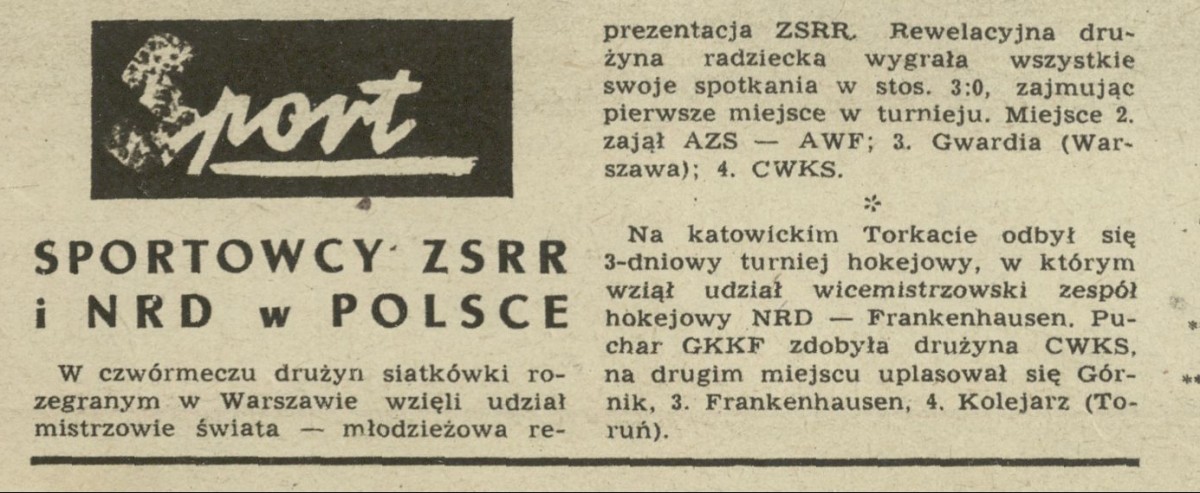 Sport
SPORTOWCY ZSRR
i NRD w POLSCE
W czwórmeczu drużyn siatkówki ro-
zegranym w Warszawie wzięli udział
mistrzowie świata — młodzieżowa re-
prezentacja ZSRR. Rewelacyjna dru-
żyna radziecka wygrała wszystkie
swoje spotkania w stos. 3:0, zajmując
pierwsze miejsce w turnieju. Miejsce 2.
zajął AZS — AWF; 3. Gwardia (War-
szawa); 4. CWKS.
*
Na katowickim Torkacie odbył się
3-dniowy turniej hokejowy, w którym
wziął udział wicemistrzowski zespół
hokejowy NRD — Frankenhausen. Pu-
char GKKF zdobyła drużyna CWKS,
na drugim miejscu uplasował się Gór-
nik, 3. Frankenhausen, 4. Kolejarz (To-
ruń).
*
**